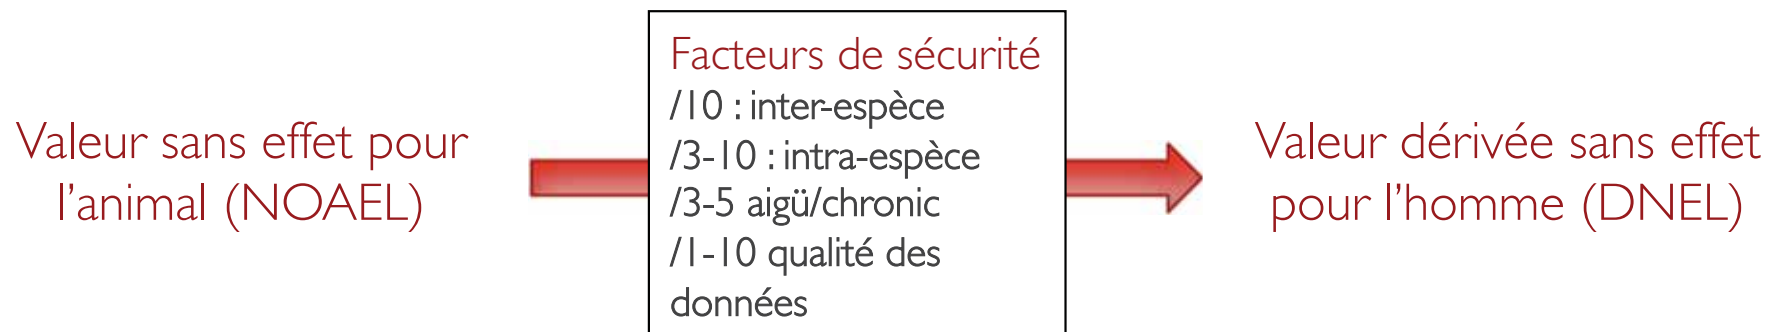 Valeur sans effet pour
l'animal (NOAEL)
Facteurs de sécurité
/10 : inter-espèce
/3-10 : intra-espèce
/3-5 aigü/chronic
/1-10 qualité des
données
Valeur dérivée sans effet
pour l'homme (DNEL)